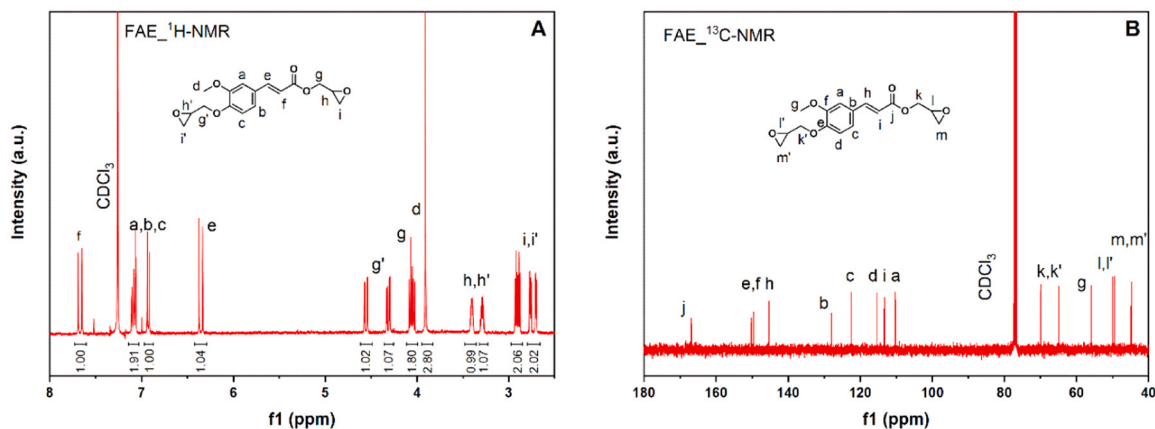 FAE_¹H-NMR
A
O
g
O
d
O
a
e
O
h
i
f
h'
O
O
b
g'
c
i'
CDCl₃
f
a,b,c
e
g'
g
d
h,h'
i,i'
1.00
1.91
1.00
1.04
1.02
1.07
1.80
2.80
0.99
1.07
2.06
2.02
8
7
6
5
4
3
f1 (ppm)
Intensity (a.u.)
FAE_¹³C-NMR
B
O
k
g
O
f
a
b
h
O
l
O
j
i
m
l'
O
e
O
c
k'
d
m'
CDCl₃
j
e,f
h
b
c
d
i
a
k,k'
g
l,l'
m,m'
180
160
140
120
100
80
60
40
f1 (ppm)
Intensity (a.u.)